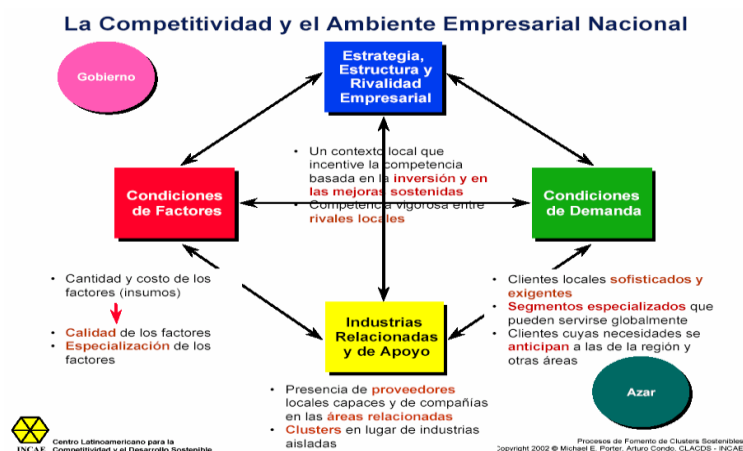 La Competitividad y el Ambiente Empresarial Nacional
Gobierno
Estrategia,
Estructura y
Rivalidad
Empresarial
• Un contexto local que
incentive la competencia
basada en la inversión y en
las mejoras sostenidas
• Competencia vigorosa entre
rivales locales
Condiciones
de Factores
Condiciones
de Demanda
• Cantidad y costo de los
factores (insumos)
• Calidad de los factores
• Especialización de los
factores
• Clientes locales sofisticados y
exigentes
• Segmentos especializados que
pueden servirse globalmente
• Clientes cuyas necesidades se
anticipan a las de la región y
otras áreas
Industrias
Relacionadas
y de Apoyo
• Presencia de proveedores
locales capaces y de compañías
en las áreas relacionadas
• Clusters en lugar de industrias
aisladas
Azar
INCAE
Centro Latinoamericano para la
Competitividad y el Desarrollo Sostenible
Procesos de Fomento de Clusters Sostenibles
Copyright 2002 © Michael E. Porter, Arturo Condo, CLACDS - INCAE